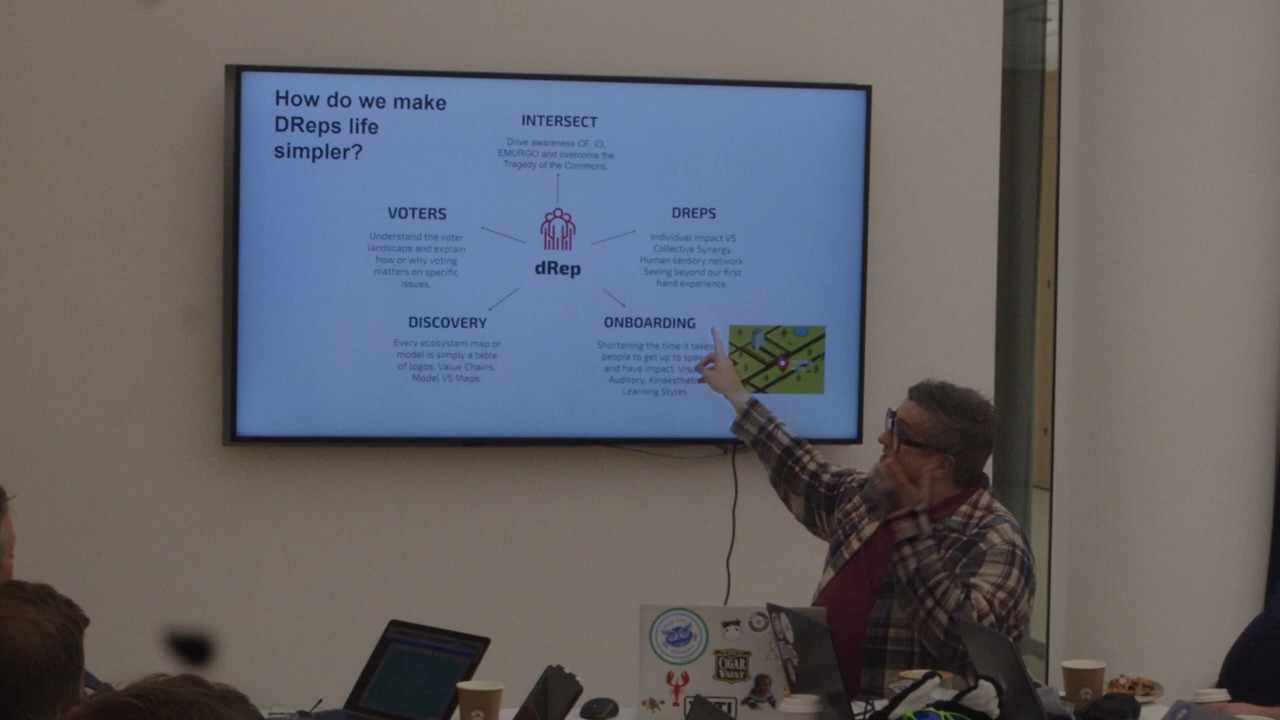 How do we make
DReps life
simpler?
INTERSECT
Drive awareness CF, IO,
EMURGO and overcome the
Tragedy of the Commons.
VOTERS
Understand the voter
landscape and explain
how or why voting
matters on specific
issues.
DREPS
Individual Impact VS
Collective Synergy.
Human sensory network.
Seeing beyond our first
hand experience.
dRep
DISCOVERY
Every ecosystem map or
model is simply a table
of logos. Value Chains.
Model VS Maps.
ONBOARDING
Shortening the time it takes
people to get up to
and have impact.
Auditory,
Learning Styles
CIGAR
VAULT